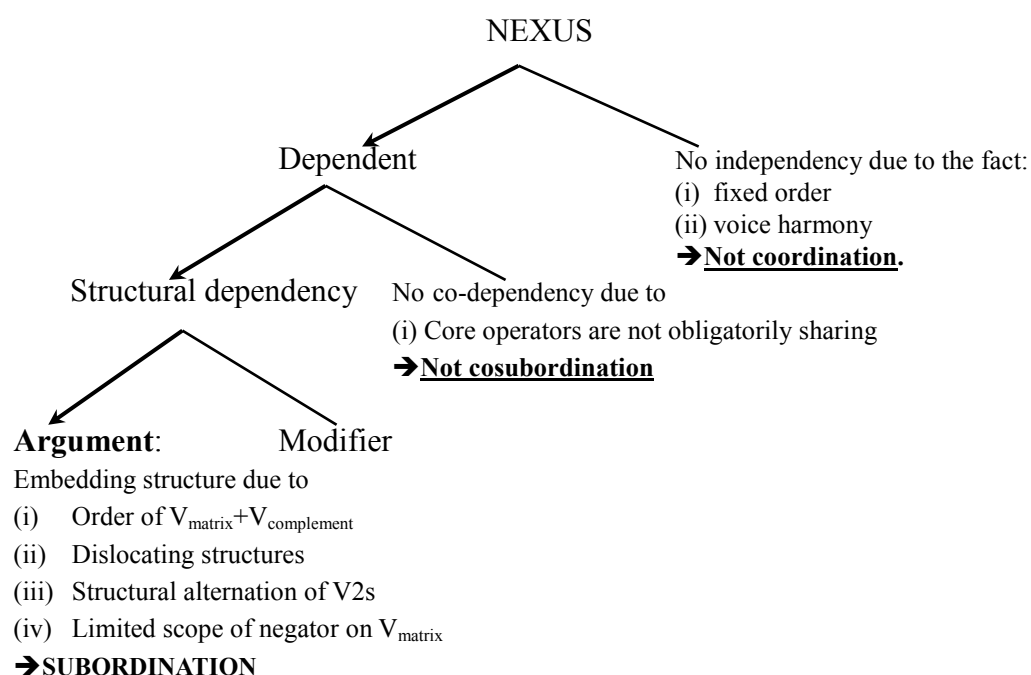 NEXUS
Dependent
No independency due to the fact:
(i) fixed order
(ii) voice harmony
➔Not coordination.
Structural dependency
No co-dependency due to
(i) Core operators are not obligatorily sharing
➔Not cosubordination
Argument:
Modifier
Embedding structure due to
(i) Order of Vmatrix+Vcomplement
(ii) Dislocating structures
(iii) Structural alternation of V2s
(iv) Limited scope of negator on Vmatrix
➔SUBORDINATION